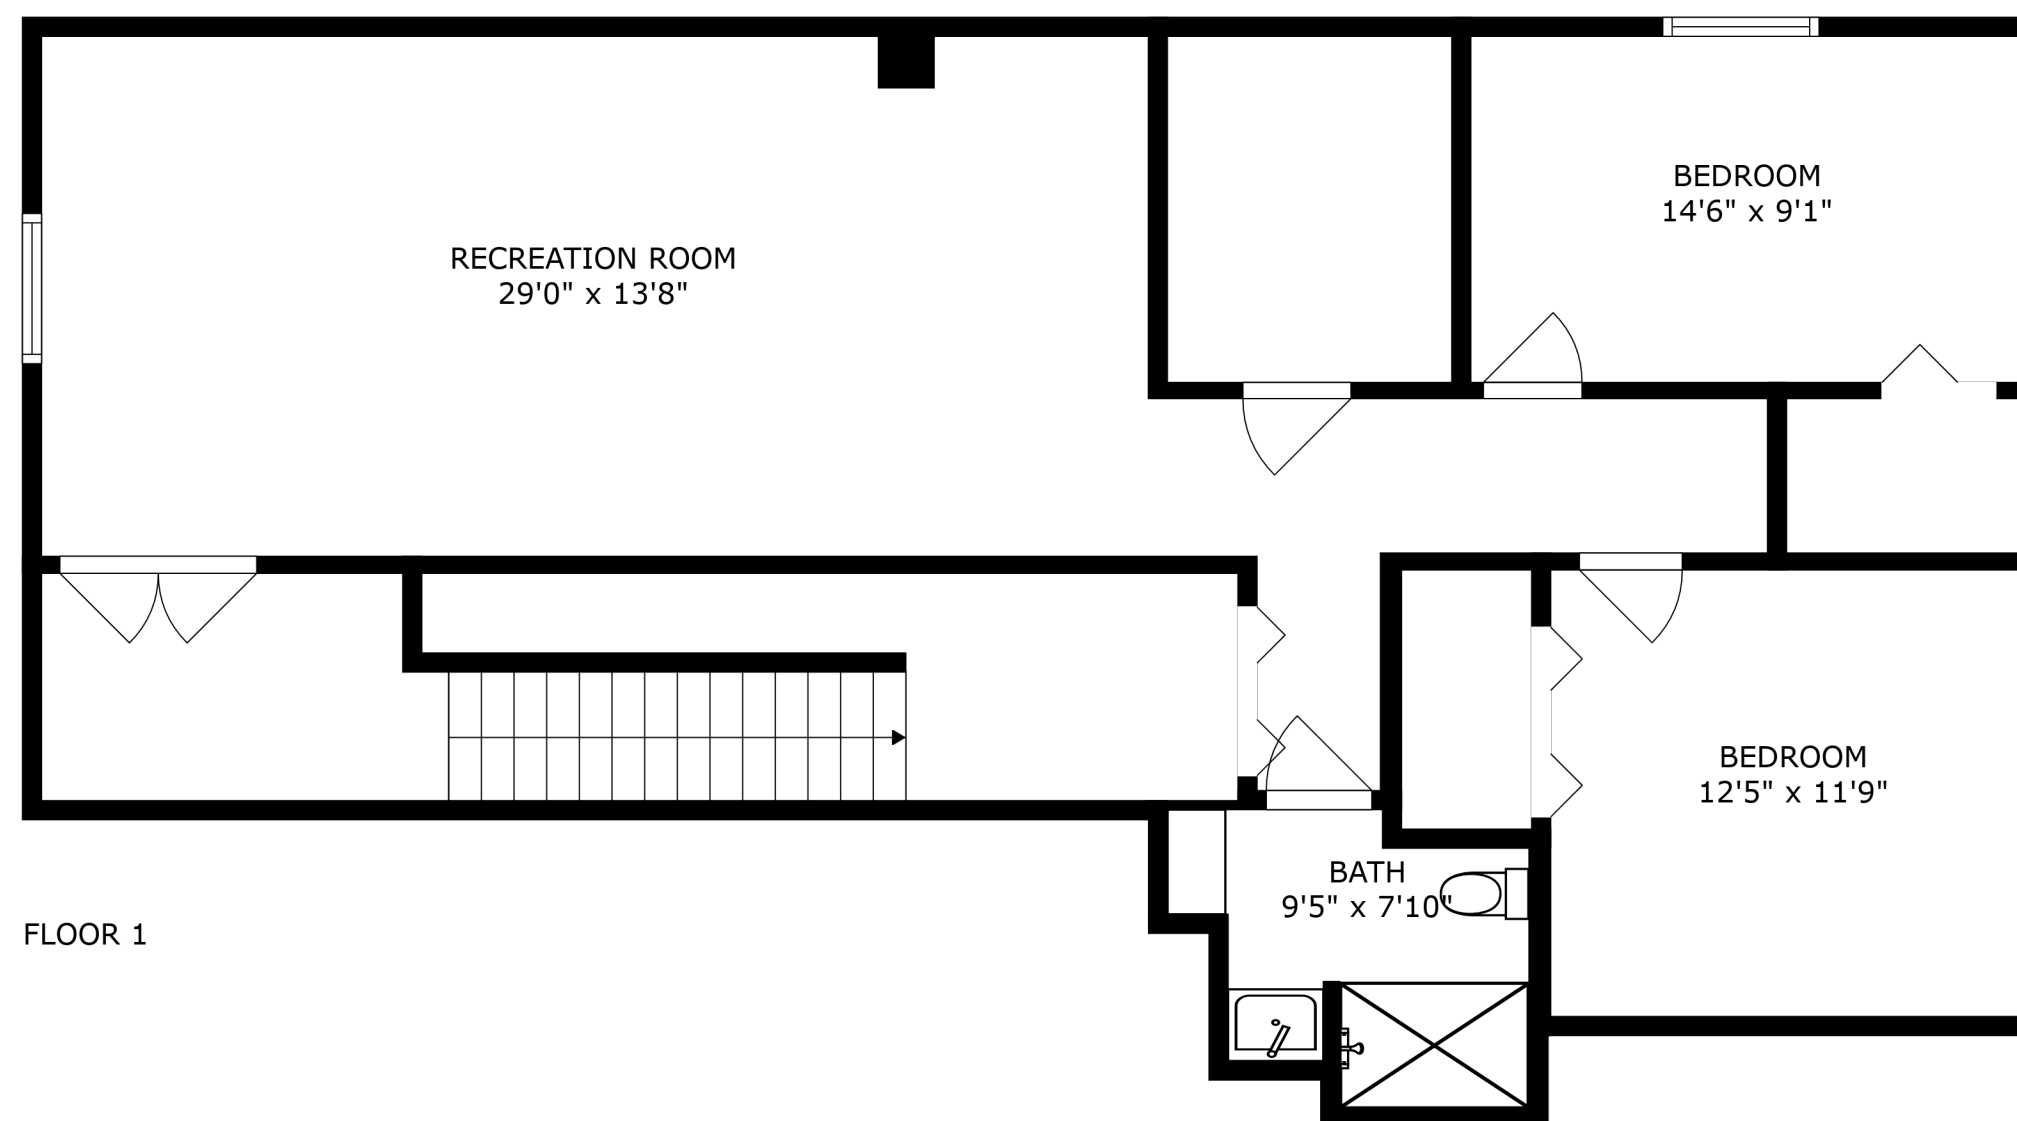 BEDROOM
14'6" x 9'1"
RECREATION ROOM
29'0" x 13'8"
BEDROOM
12'5" x 11'9"
BATH
9'5" x 7'10"
FLOOR 1